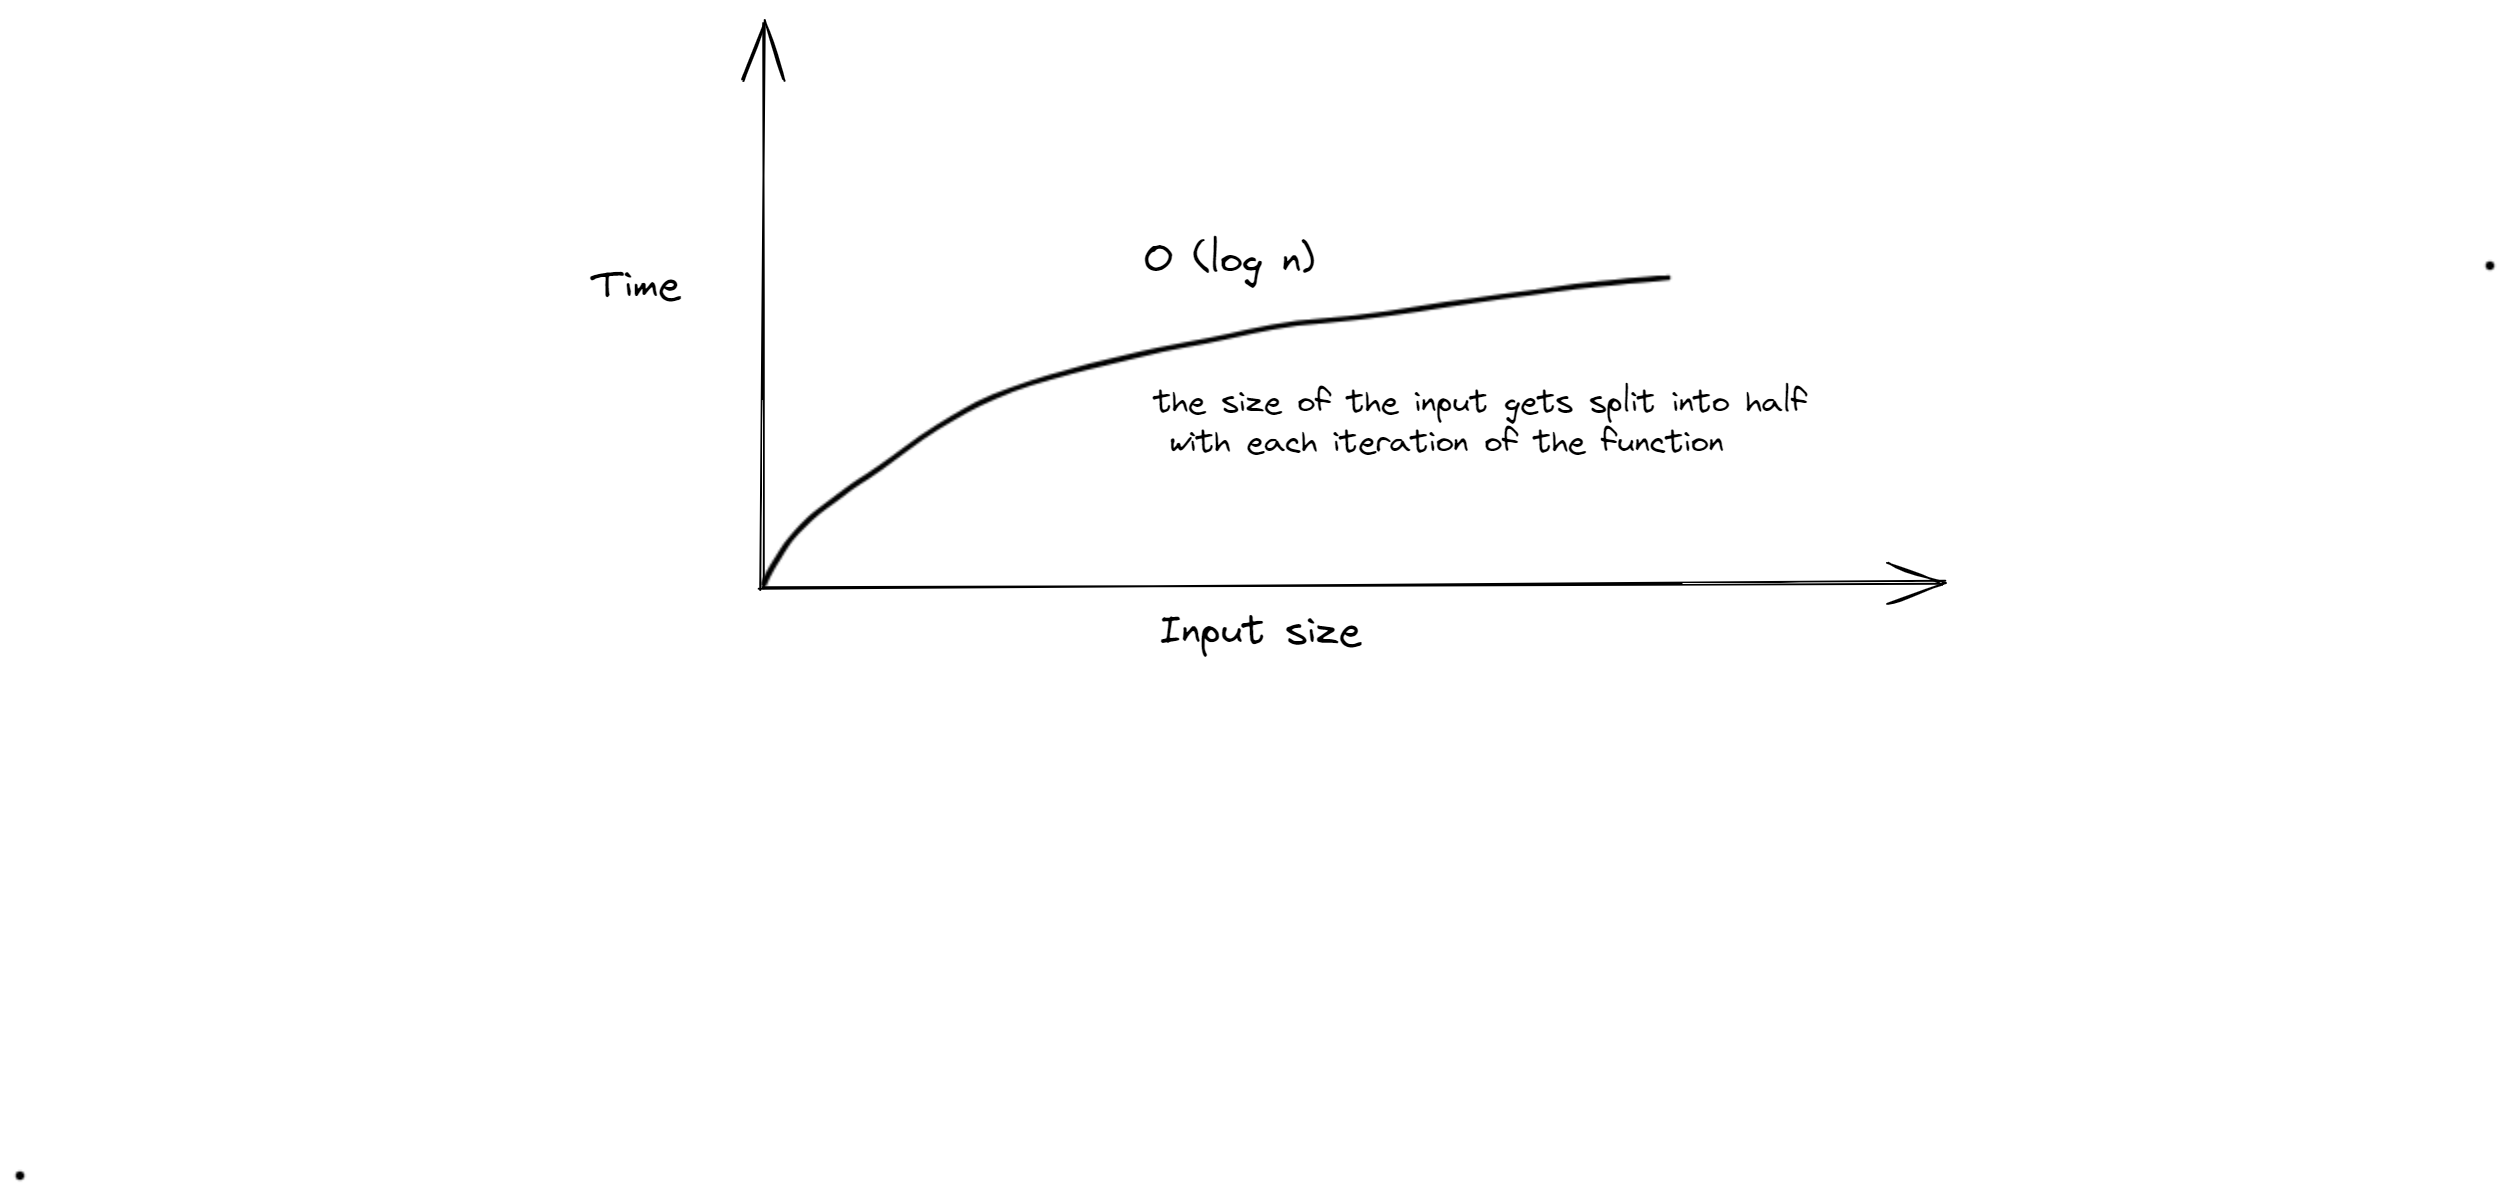 O (log n)
Time
the size of the input gets split into half
with each iteration of the function
Input size